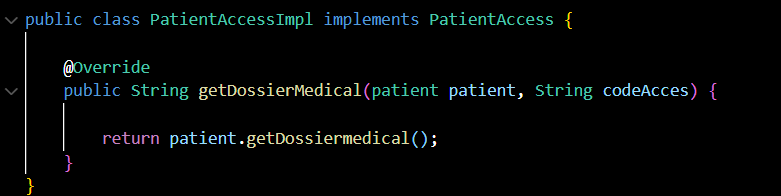 public class PatientAccessImpl implements PatientAccess {
@Override
public String getDossierMedical(patient patient, String codeAcces) {
return patient.getDossiermedical();
}
}